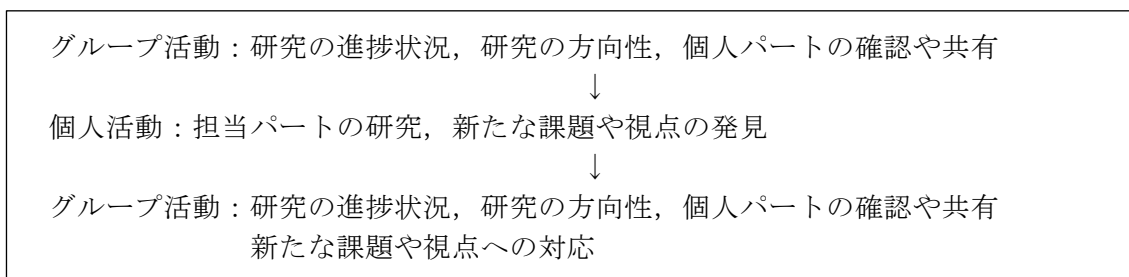 グループ活動：研究の進捗状況，研究の方向性，個人パートの確認や共有
↓
個人活動：担当パートの研究，新たな課題や視点の発見
↓
グループ活動：研究の進捗状況，研究の方向性，個人パートの確認や共有
新たな課題や視点への対応